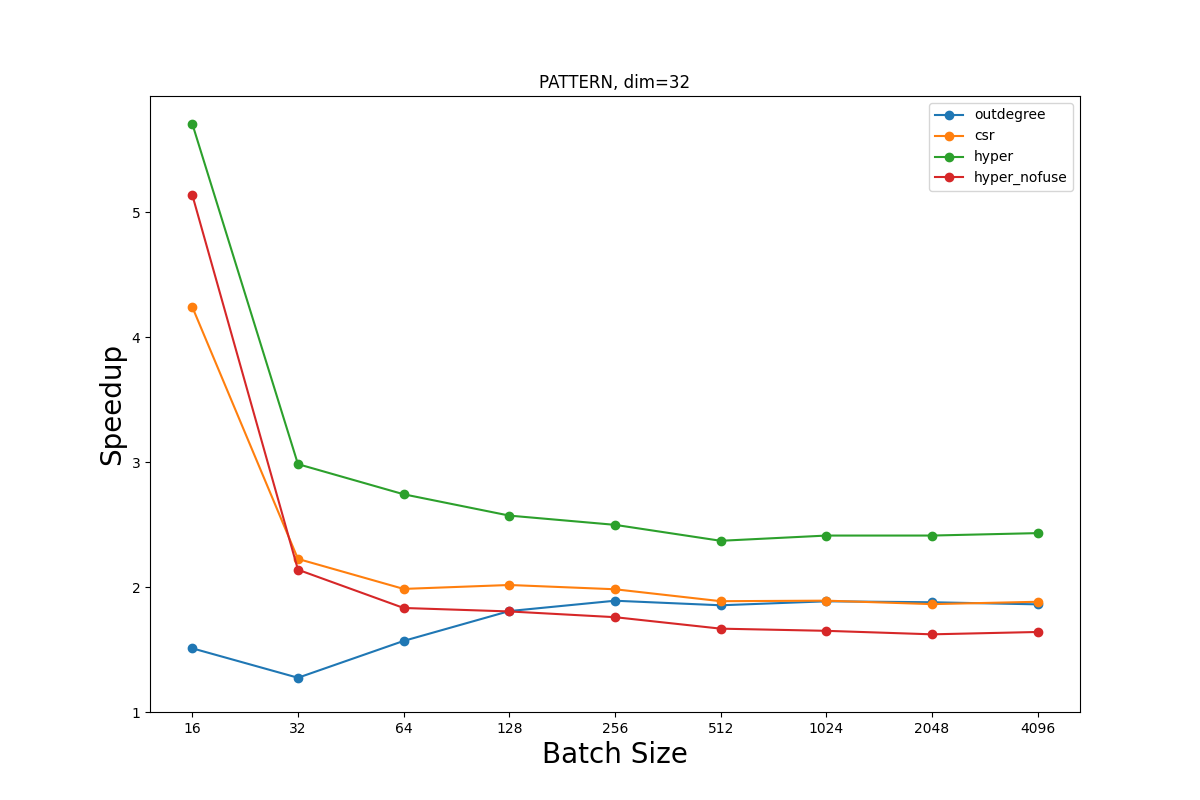 PATTERN, dim=32
outdegree
csr
hyper
hyper_nofuse
Speedup
5
4
3
2
1
16 32 64 128 256 512 1024 2048 4096
Batch Size